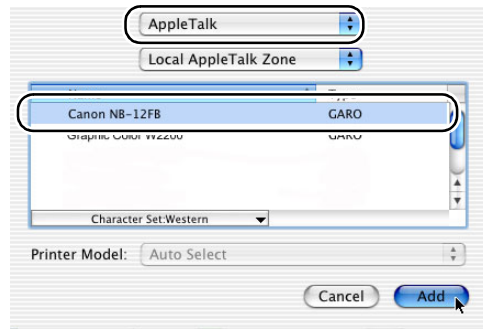 AppleTalk
Local AppleTalk Zone
Canon NB-12FB GARO
Graphic Color W2200 GARO
Character Set:Western
Printer Model: Auto Select
Cancel Add